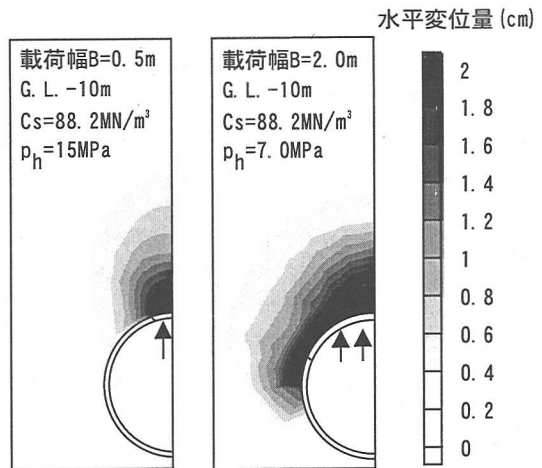 水平変位量(cm)
載荷幅B=0.5m
G.L.-10m
Cs=88.2MN/m³
ph=15MPa
載荷幅B=2.0m
G.L.-10m
Cs=88.2MN/m³
ph=7.0MPa
2
1.8
1.6
1.4
1.2
1
0.8
0.6
0.4
0.2
0